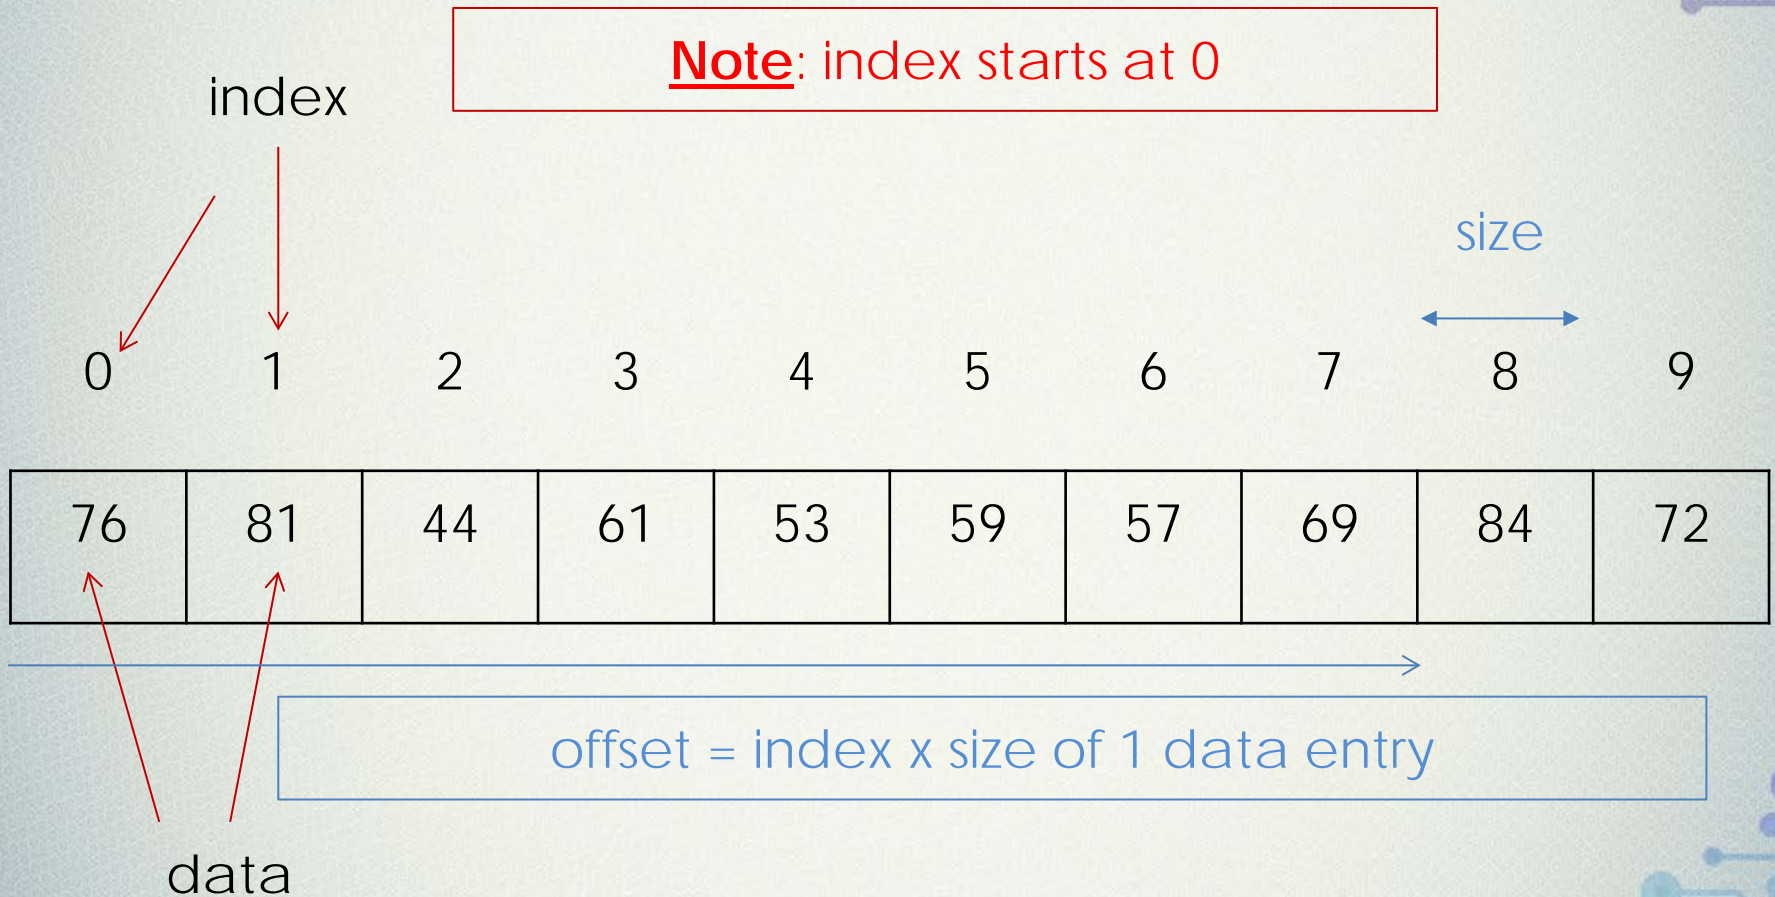 Note: index starts at 0
index
size
0 1 2 3 4 5 6 7 8 9
76 81 44 61 53 59 57 69 84 72
offset = index x size of 1 data entry
data